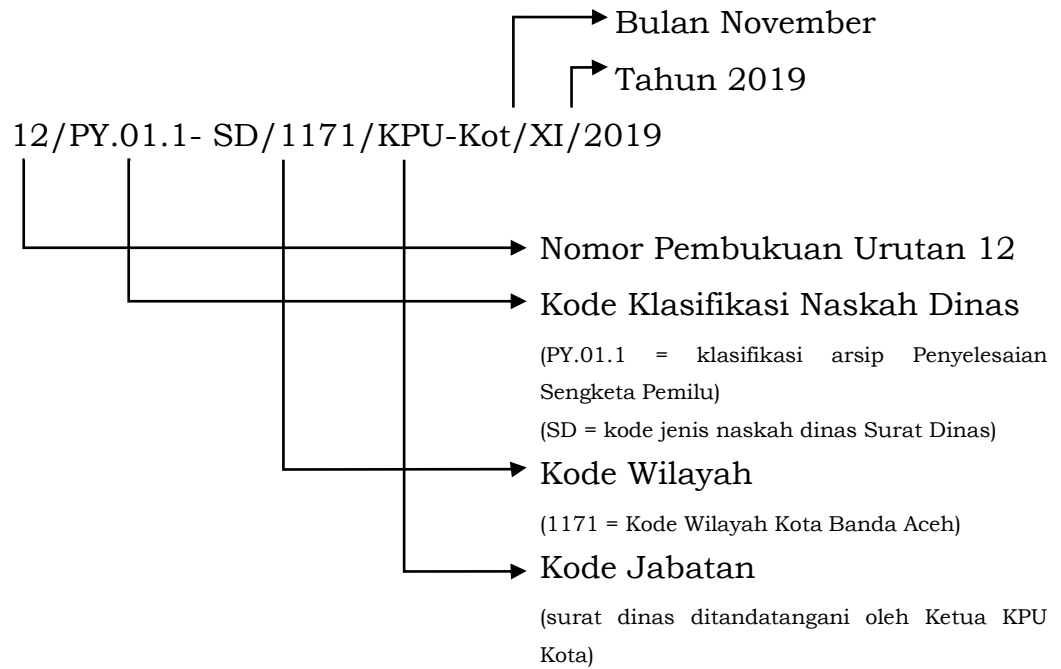 Bulan November
Tahun 2019
12/PY.01.1- SD/1171/KPU-Kot/XI/2019
Nomor Pembukuan Urutan 12
Kode Klasifikasi Naskah Dinas
(PY.01.1 = klasifikasi arsip Penyelesaian
Sengketa Pemilu)
(SD = kode jenis naskah dinas Surat Dinas)
Kode Wilayah
(1171 = Kode Wilayah Kota Banda Aceh)
Kode Jabatan
(surat dinas ditandatangani oleh Ketua KPU
Kota)